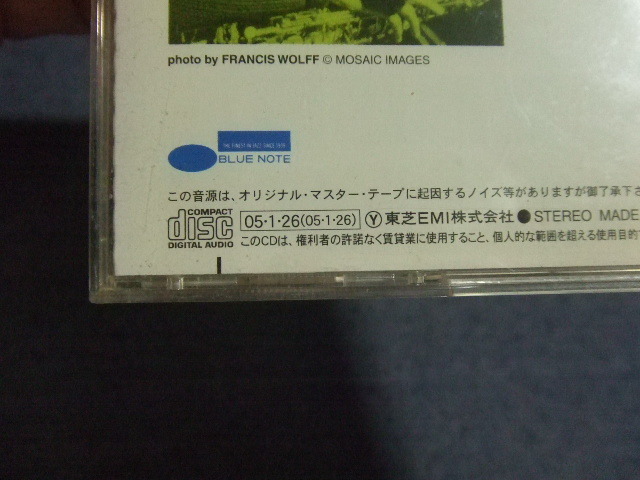 photo by FRANCIS WOLFF © MOSAIC IMAGES
THE FINEST IN JAZZ SINCE 1939
BLUE NOTE
この音源は、オリジナル・マスター・テープに起因するノイズ等がありますが御了承下さ
COMPACT disc DIGITAL AUDIO
05・1・26(05・1・26) Ⓨ東芝EMI株式会社●STEREO MADE
このCDは、権利者の許諾なく賃貸業に使用すること、個人的な範囲を超える使用目的で